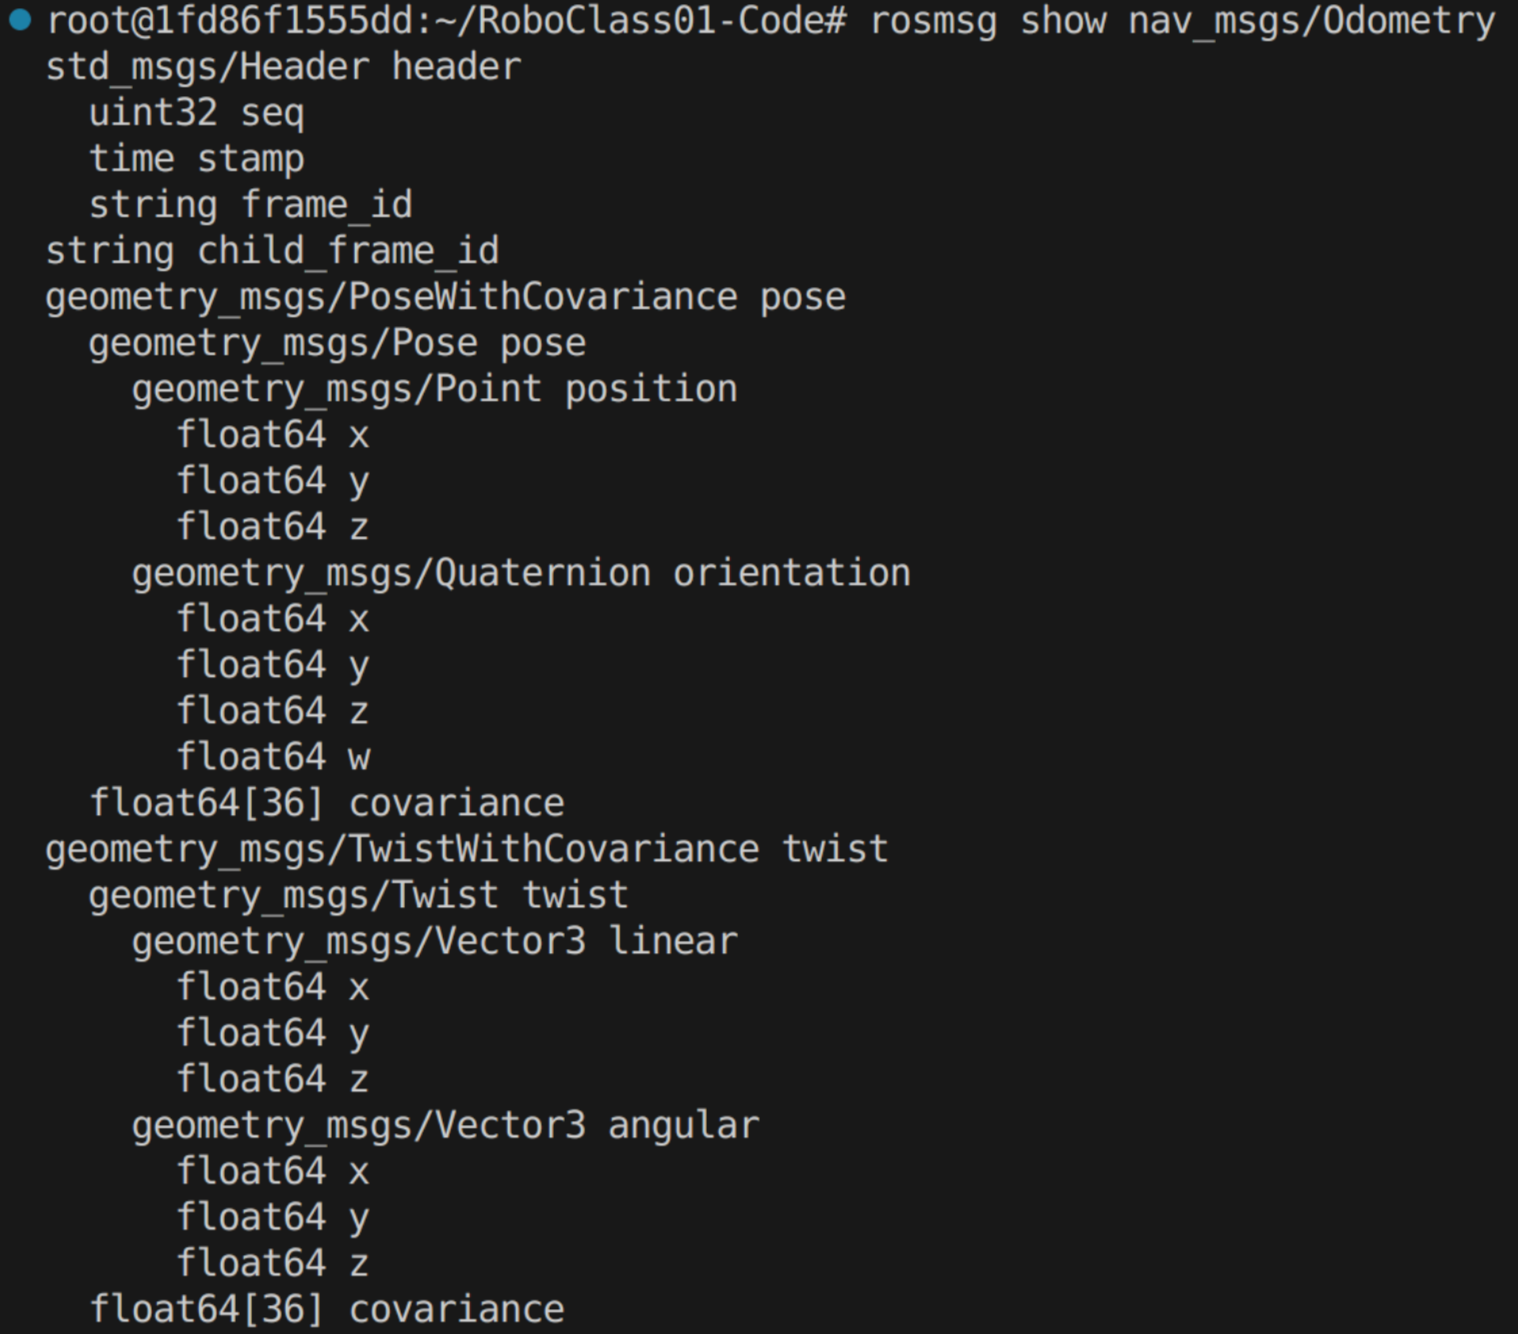 root@1fd86f1555dd:~/RoboClass01-Code# rosmsg show nav_msgs/Odometry
std_msgs/Header header
  uint32 seq
  time stamp
  string frame_id
string child_frame_id
geometry_msgs/PoseWithCovariance pose
  geometry_msgs/Pose pose
    geometry_msgs/Point position
      float64 x
      float64 y
      float64 z
    geometry_msgs/Quaternion orientation
      float64 x
      float64 y
      float64 z
      float64 w
  float64[36] covariance
geometry_msgs/TwistWithCovariance twist
  geometry_msgs/Twist twist
    geometry_msgs/Vector3 linear
      float64 x
      float64 y
      float64 z
    geometry_msgs/Vector3 angular
      float64 x
      float64 y
      float64 z
  float64[36] covariance